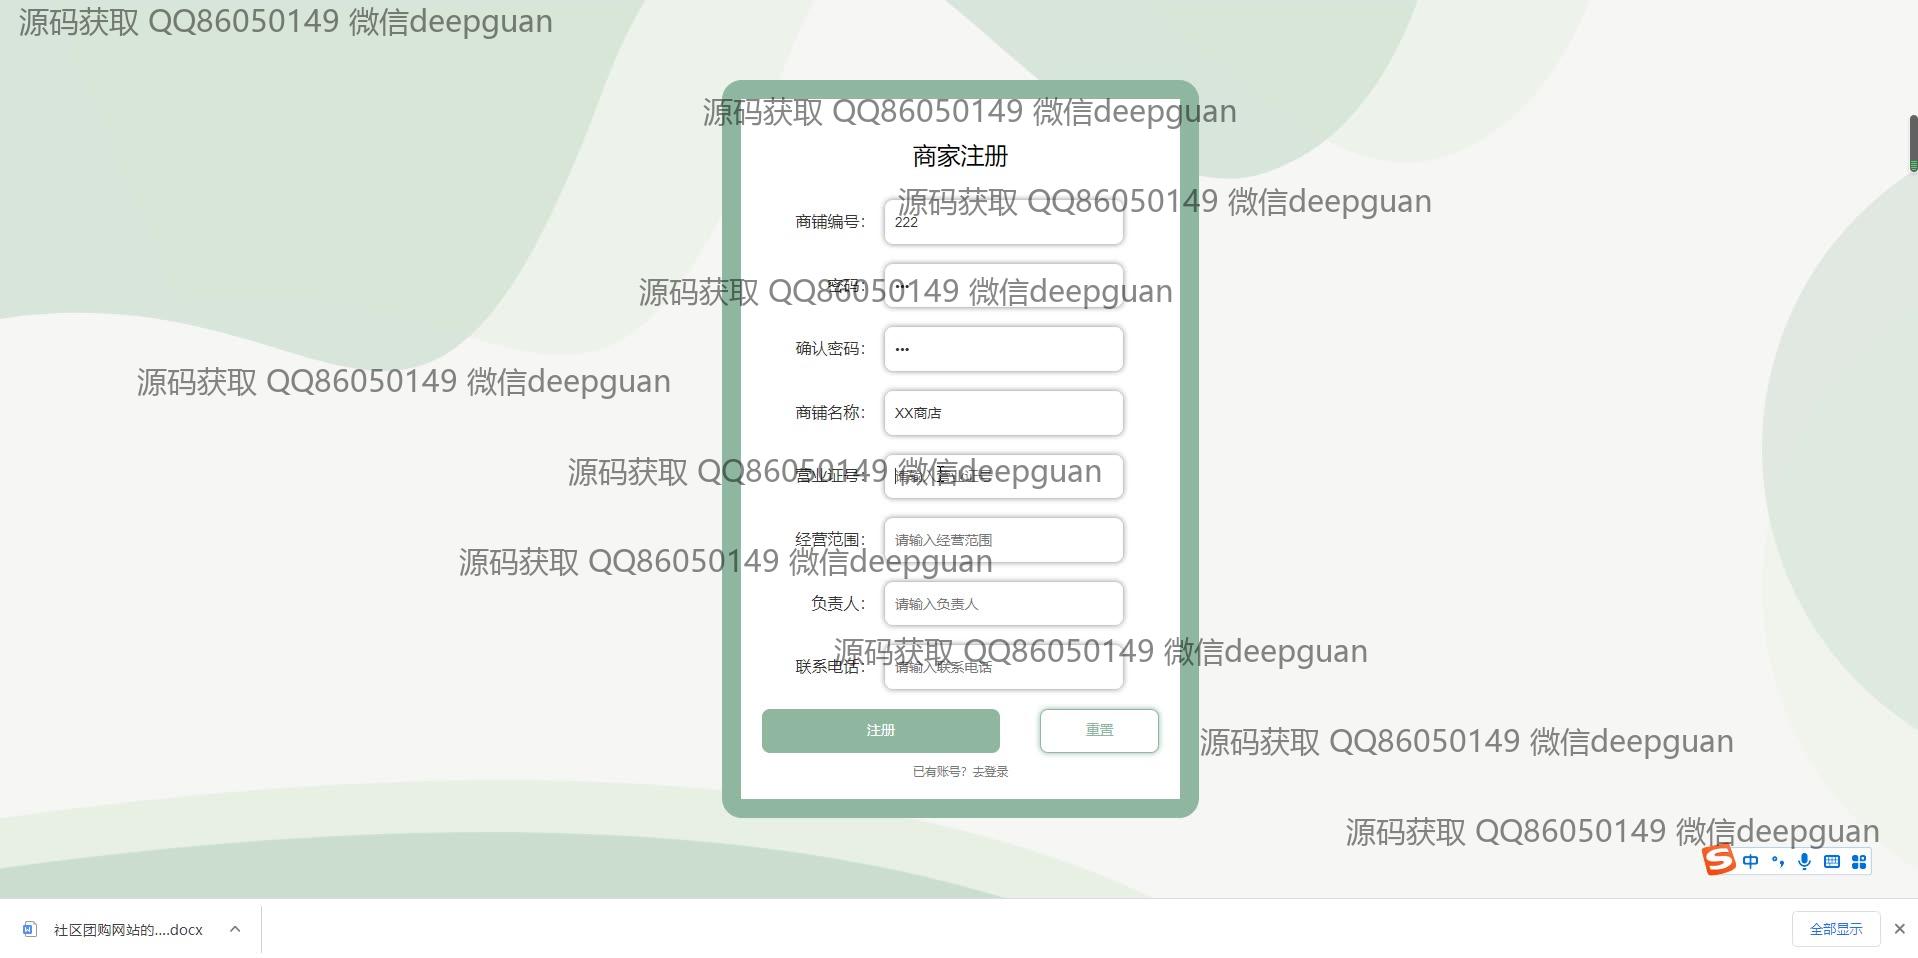 源码获取 QQ86050149 微信deepguan
源码获取 QQ86050149 微信deepguan
商家注册
源码获取 QQ86050149 微信deepguan
商铺编号：
222
源码获取 QQ86050149 微信deepguan
密码：
•••
确认密码：
•••
源码获取 QQ86050149 微信deepguan
商铺名称：
XX商店
源码获取 QQ86050149 微信deepguan
营业证号：
请输入营业证号
经营范围：
请输入经营范围
源码获取 QQ86050149 微信deepguan
负责人：
请输入负责人
源码获取 QQ86050149 微信deepguan
联系电话：
请输入联系电话
注册
重置
源码获取 QQ86050149 微信deepguan
已有账号？去登录
源码获取 QQ86050149 微信deepguan
中
社区团购网站的....docx
全部显示